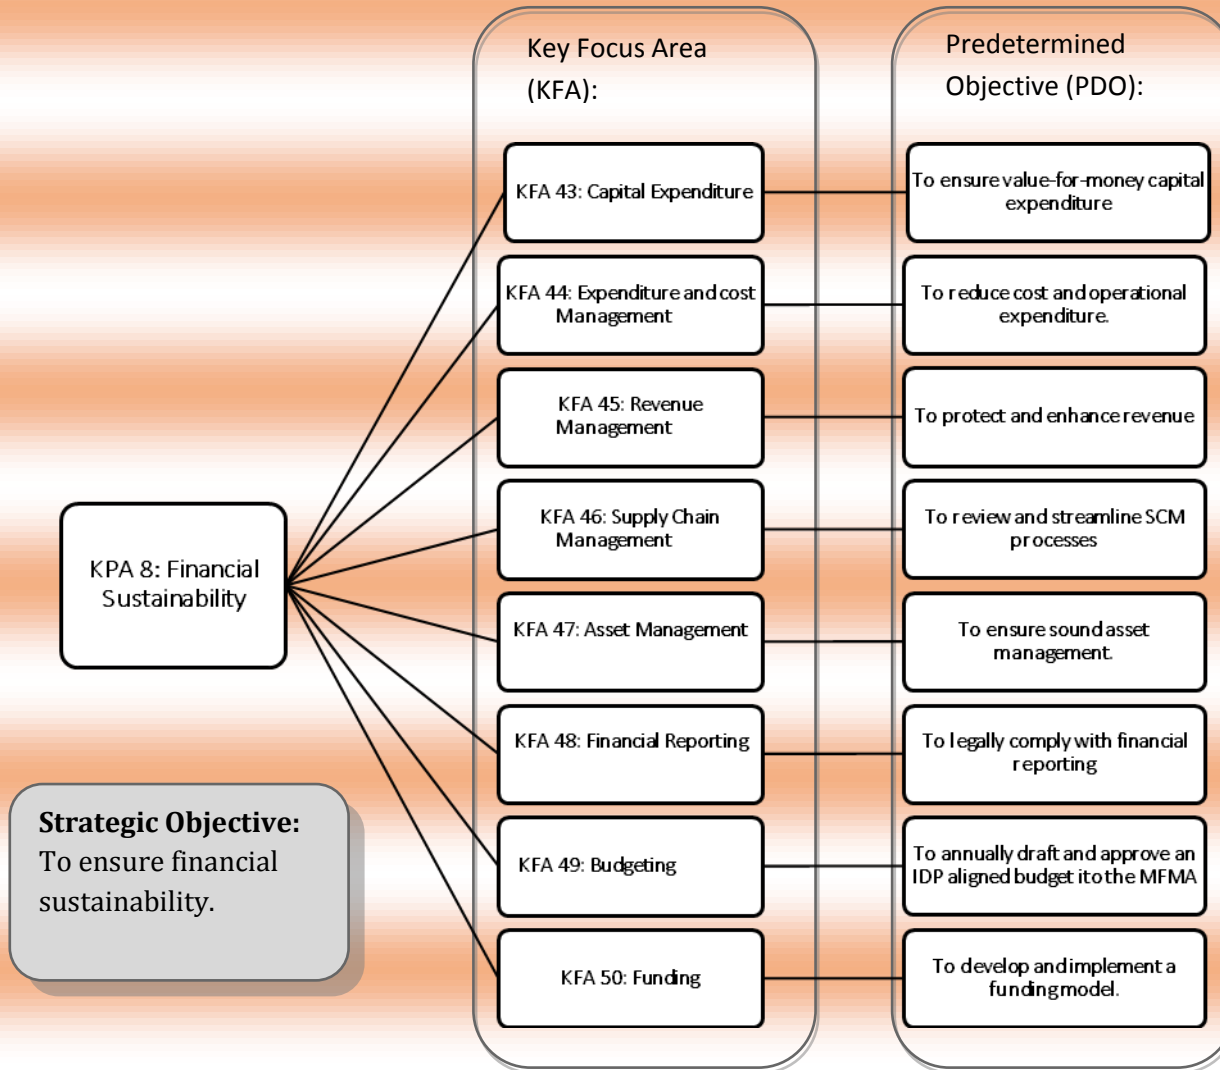 Key Focus Area
(KFA):
Predetermined
Objective (PDO):
KFA 43: Capital Expenditure
To ensure value-for-money capital
expenditure
KFA 44: Expenditure and cost
Management
To reduce cost and operational
expenditure.
KFA 45: Revenue
Management
To protect and enhance revenue
KFA 46: Supply Chain
Management
To review and streamline SCM
processes
KPA 8: Financial
Sustainability
KFA 47: Asset Management
To ensure sound asset
management.
KFA 48: Financial Reporting
To legally comply with financial
reporting
Strategic Objective:
To ensure financial
sustainability.
KFA 49: Budgeting
To annually draft and approve an
IDP aligned budget ito the MFMA
KFA 50: Funding
To develop and implement a
funding model.